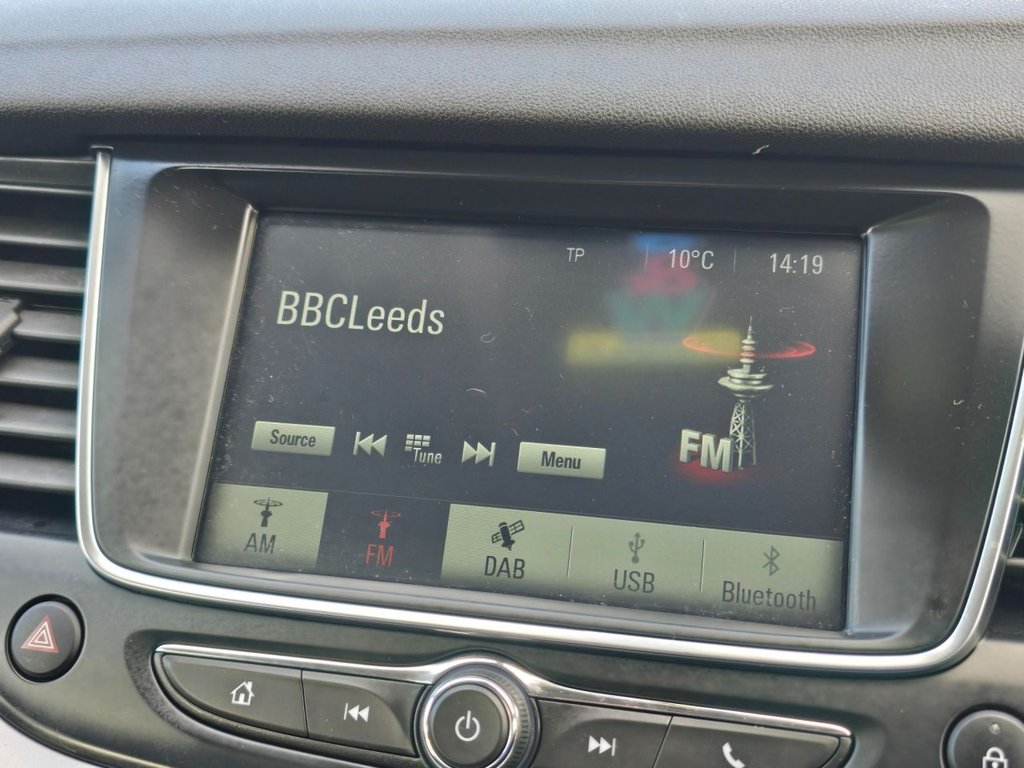 TP 10°C 14:19
BBCLeeds
FM
Source Tune Menu
AM FM DAB USB Bluetooth